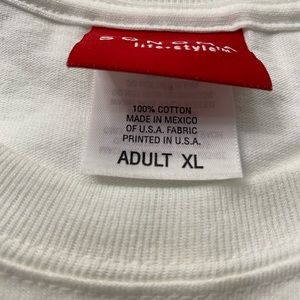 SONOMA
life+style
100% COTTON
MADE IN MEXICO
OF U.S.A. FABRIC
PRINTED IN U.S.A.
ADULT XL